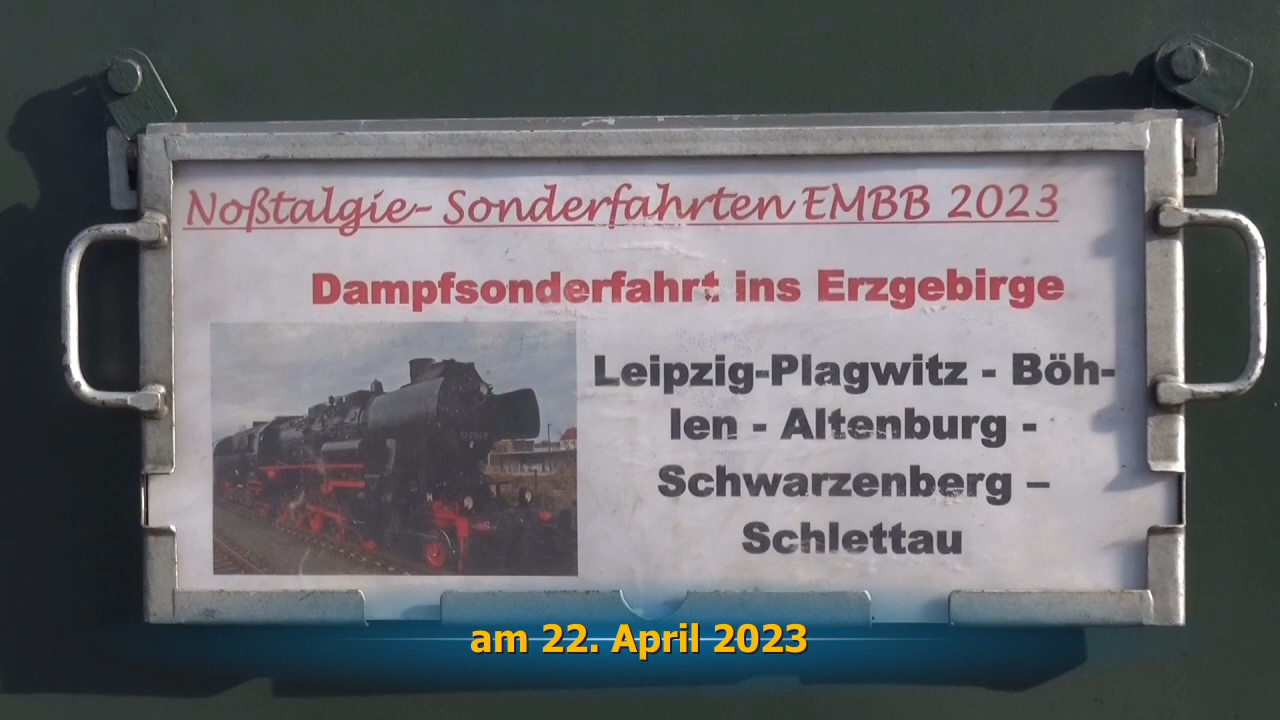 Noßtalgie- Sonderfahrten EMBB 2023
Dampfsonderfahrt ins Erzgebirge
Leipzig-Plagwitz - Böh-
len - Altenburg -
Schwarzenberg –
Schlettau
am 22. April 2023